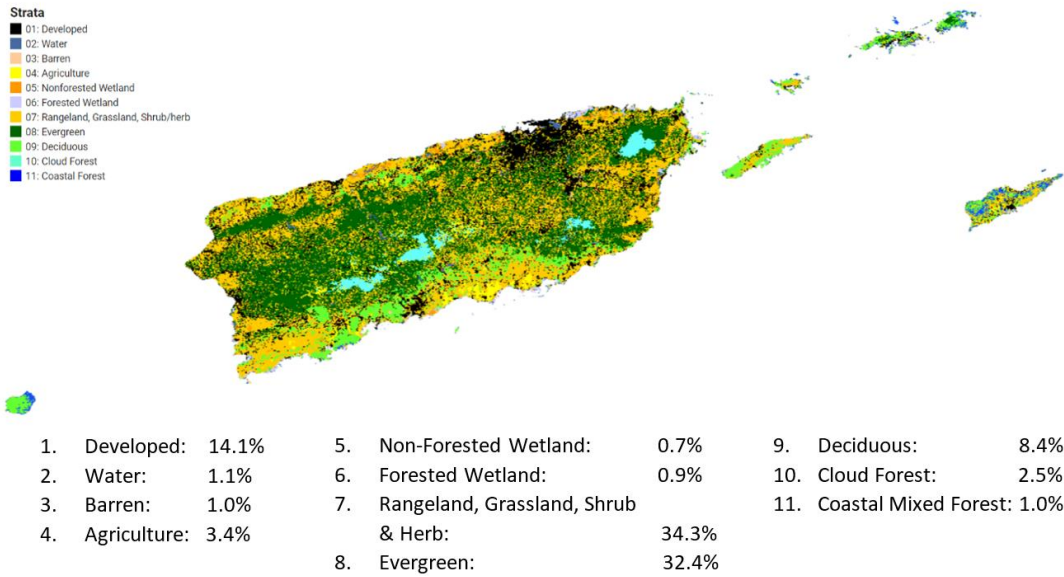 Strata
01: Developed
02: Water
03: Barren
04: Agriculture
05: Nonforested Wetland
06: Forested Wetland
07: Rangeland, Grassland, Shrub/herb
08: Evergreen
09: Deciduous
10: Cloud Forest
11: Coastal Forest
1. Developed: 14.1%
2. Water: 1.1%
3. Barren: 1.0%
4. Agriculture: 3.4%
5. Non-Forested Wetland: 0.7%
6. Forested Wetland: 0.9%
7. Rangeland, Grassland, Shrub
& Herb: 34.3%
8. Evergreen: 32.4%
9. Deciduous: 8.4%
10. Cloud Forest: 2.5%
11. Coastal Mixed Forest: 1.0%